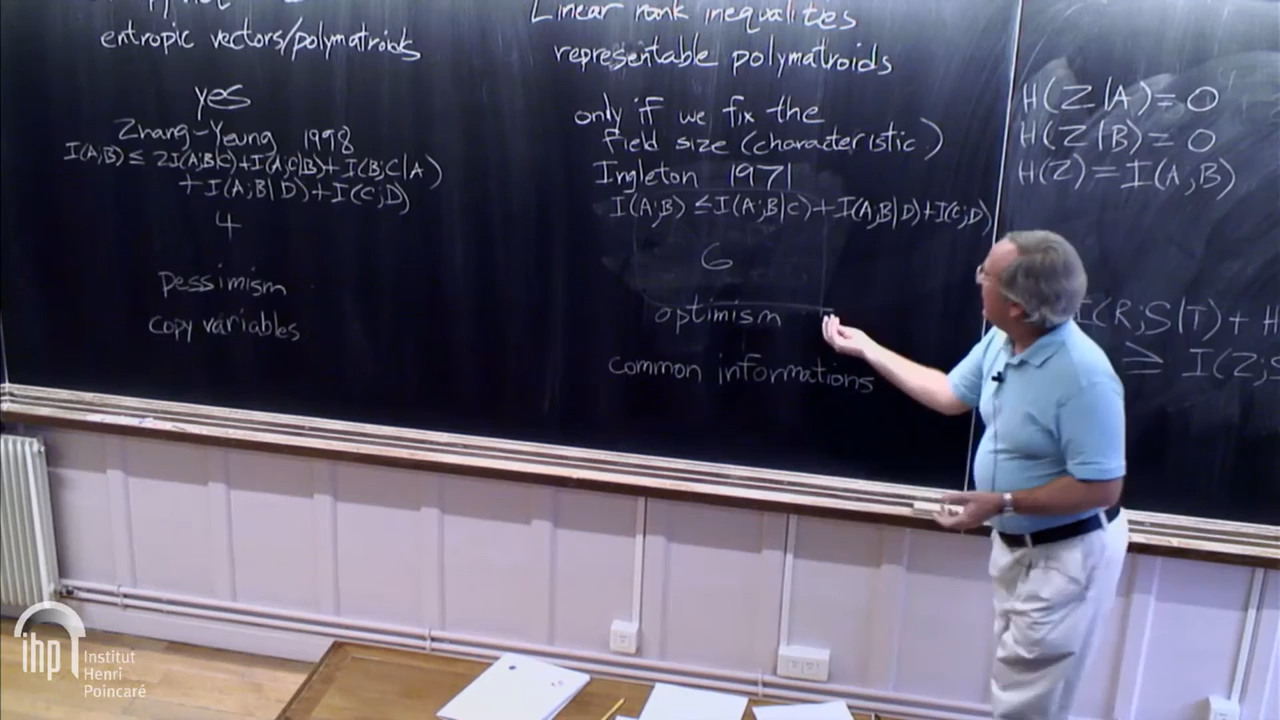 entropic vectors/polymatroids
yes
Zhang-Yeung 1998
I(A;B) ≤ 2I(A;B|C)+I(A;C|B)+I(B;C|A)
+I(A;B|D)+I(C;D)
4
pessimism
copy variables
Linear rank inequalities
representable polymatroids
only if we fix the
field size (characteristic)
Ingleton 1971
I(A;B) ≤ I(A;B|C)+I(A;B|D)+I(C;D)
6
optimism
common informations
H(Z|A)=0
H(Z|B)=0
H(Z)=I(A;B)
I(R;S|T)+H
≥ I(Z;S
ihp
Institut
Henri
Poincaré